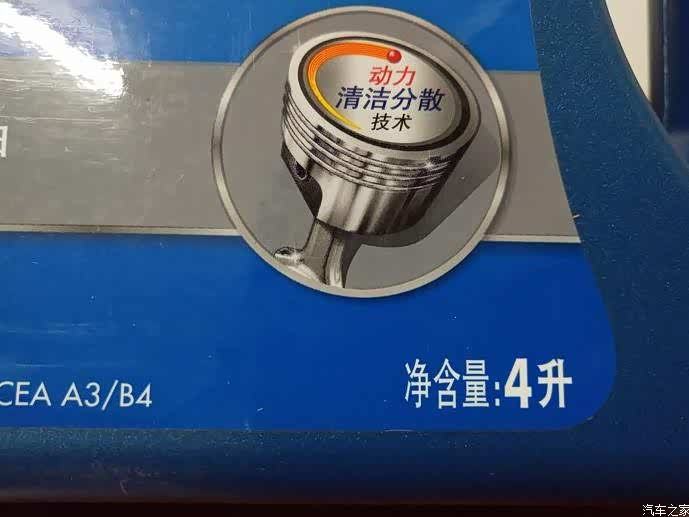 动力
清洁分散
技术
CEA A3/B4
净含量:4升
汽车之家